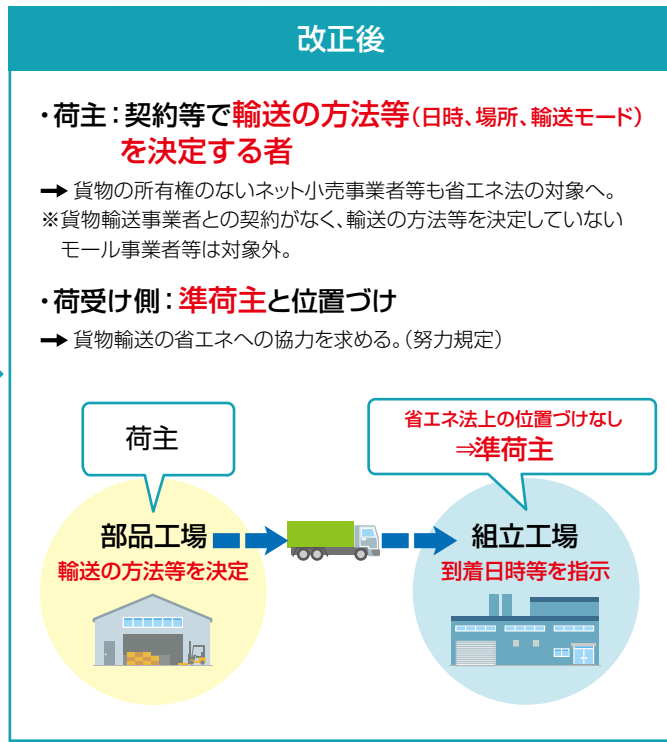 改正後
・荷主：契約等で輸送の方法等（日時、場所、輸送モード）
を決定する者
➡ 貨物の所有権のないネット小売事業者等も省エネ法の対象へ。
※貨物輸送事業者との契約がなく、輸送の方法等を決定していない
モール事業者等は対象外。
・荷受け側：準荷主と位置づけ
➡ 貨物輸送の省エネへの協力を求める。（努力規定）
荷主
省エネ法上の位置づけなし
⇒準荷主
部品工場
輸送の方法等を決定
組立工場
到着日時等を指示